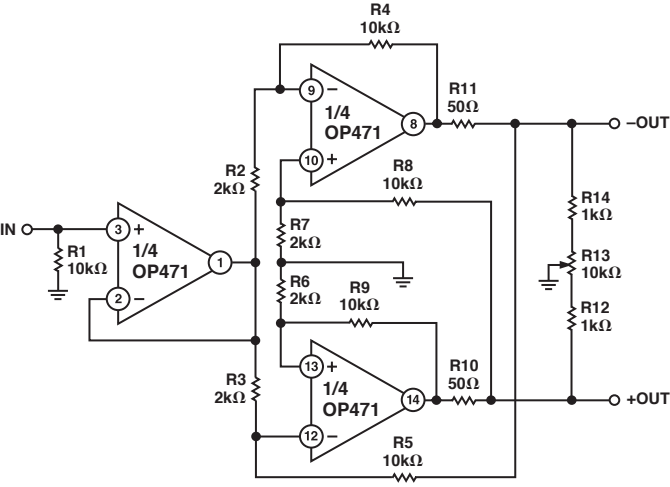 R4
10kΩ
9
–
1/4
OP471
8
10
+
R11
50Ω
–OUT
R2
2kΩ
R8
10kΩ
R14
1kΩ
IN
3
+
1/4
OP471
1
2
–
R1
10kΩ
R7
2kΩ
R13
10kΩ
R6
2kΩ
R9
10kΩ
R12
1kΩ
R3
2kΩ
13
+
1/4
OP471
14
12
–
R10
50Ω
+OUT
R5
10kΩ